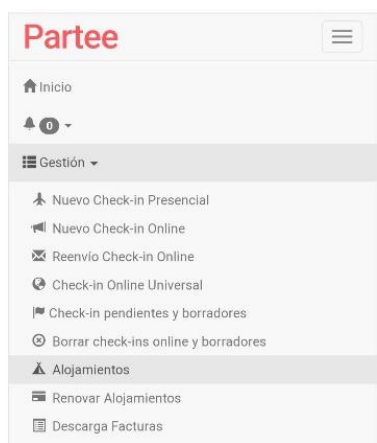 Partee
Inicio
0
Gestión
Nuevo Check-in Presencial
Nuevo Check-in Online
Reenvío Check-in Online
Check-in Online Universal
Check-in pendientes y borradores
Borrar check-ins online y borradores
Alojamientos
Renovar Alojamientos
Descarga Facturas